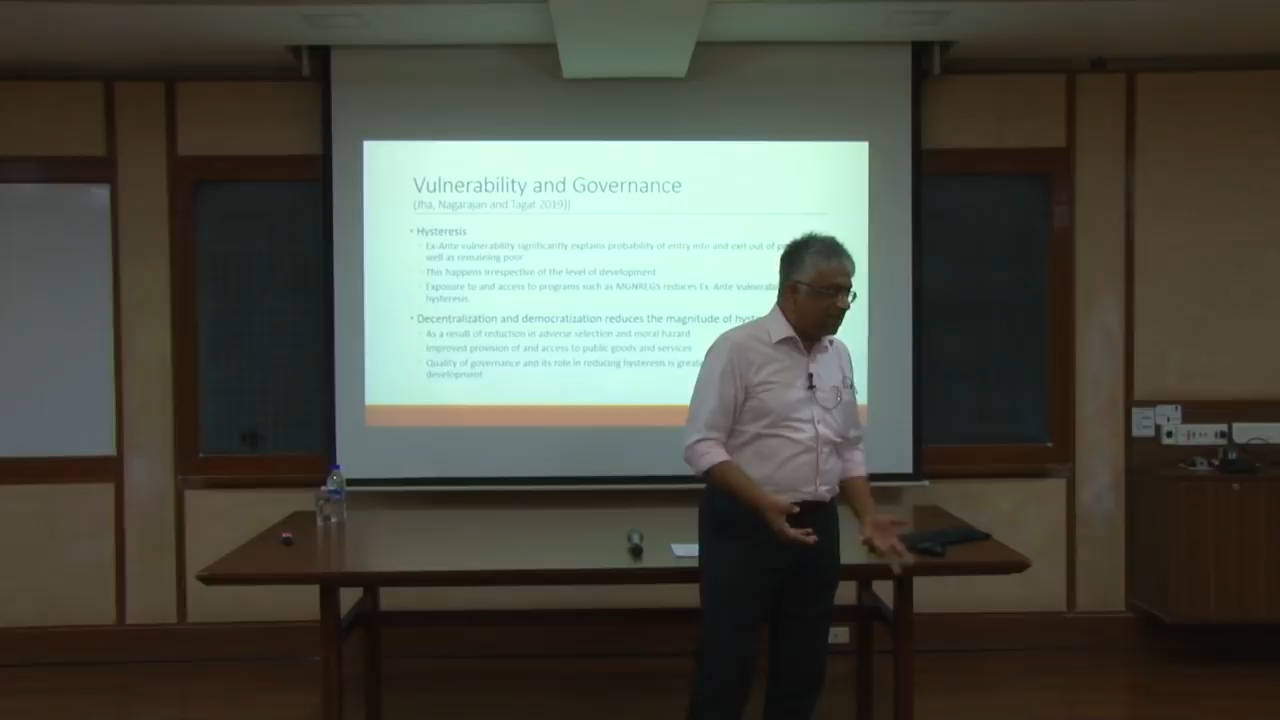 Vulnerability and Governance
(Jha, Nagarajan and Tagat 2019))
Hysteresis
Ex-Ante vulnerability significantly explains probability of entry into and exit out of
well as remaining poor
This happens irrespective of the level of development
Exposure to and access to programs such as MGNREGS reduces Ex-Ante
hysteresis.
Decentralization and democratization reduces the magnitude of
As a result of reduction in adverse selection and moral hazard
Improved provision of and access to public goods and services
Quality of governance and its role in reducing hysteresis is
development